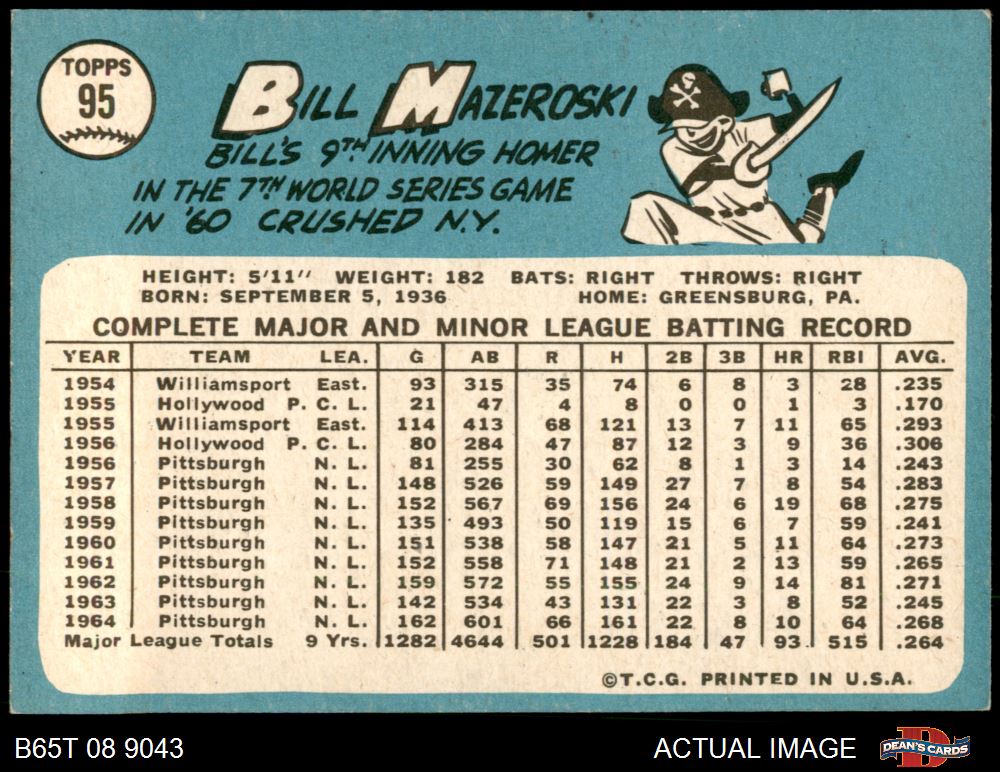 TOPPS
95
BILL MAZEROSKI
BILL'S 9TH INNING HOMER
IN THE 7TH WORLD SERIES GAME
IN '60 CRUSHED N.Y.
HEIGHT: 5'11" WEIGHT: 182 BATS: RIGHT THROWS: RIGHT
BORN: SEPTEMBER 5, 1936 HOME: GREENSBURG, PA.
COMPLETE MAJOR AND MINOR LEAGUE BATTING RECORD
YEAR TEAM LEA. G AB R H 2B 3B HR RBI AVG.
1954 Williamsport East. 93 315 35 74 6 8 3 28 .235
1955 Hollywood P. C. L. 21 47 4 8 0 0 1 3 .170
1955 Williamsport East. 114 413 68 121 13 7 11 65 .293
1956 Hollywood P. C. L. 80 284 47 87 12 3 9 36 .306
1956 Pittsburgh N. L. 81 255 30 62 8 1 3 14 .243
1957 Pittsburgh N. L. 148 526 59 149 27 7 8 54 .283
1958 Pittsburgh N. L. 152 567 69 156 24 6 19 68 .275
1959 Pittsburgh N. L. 135 493 50 119 15 6 7 59 .241
1960 Pittsburgh N. L. 151 538 58 147 21 5 11 64 .273
1961 Pittsburgh N. L. 152 558 71 148 21 2 13 59 .265
1962 Pittsburgh N. L. 159 572 55 155 24 9 14 81 .271
1963 Pittsburgh N. L. 142 534 43 131 22 3 8 52 .245
1964 Pittsburgh N. L. 162 601 66 161 22 8 10 64 .268
Major League Totals 9 Yrs. 1282 4644 501 1228 184 47 93 515 .264
©T.C.G. PRINTED IN U.S.A.
B65T 08 9043 ACTUAL IMAGE DEAN'S CARDS